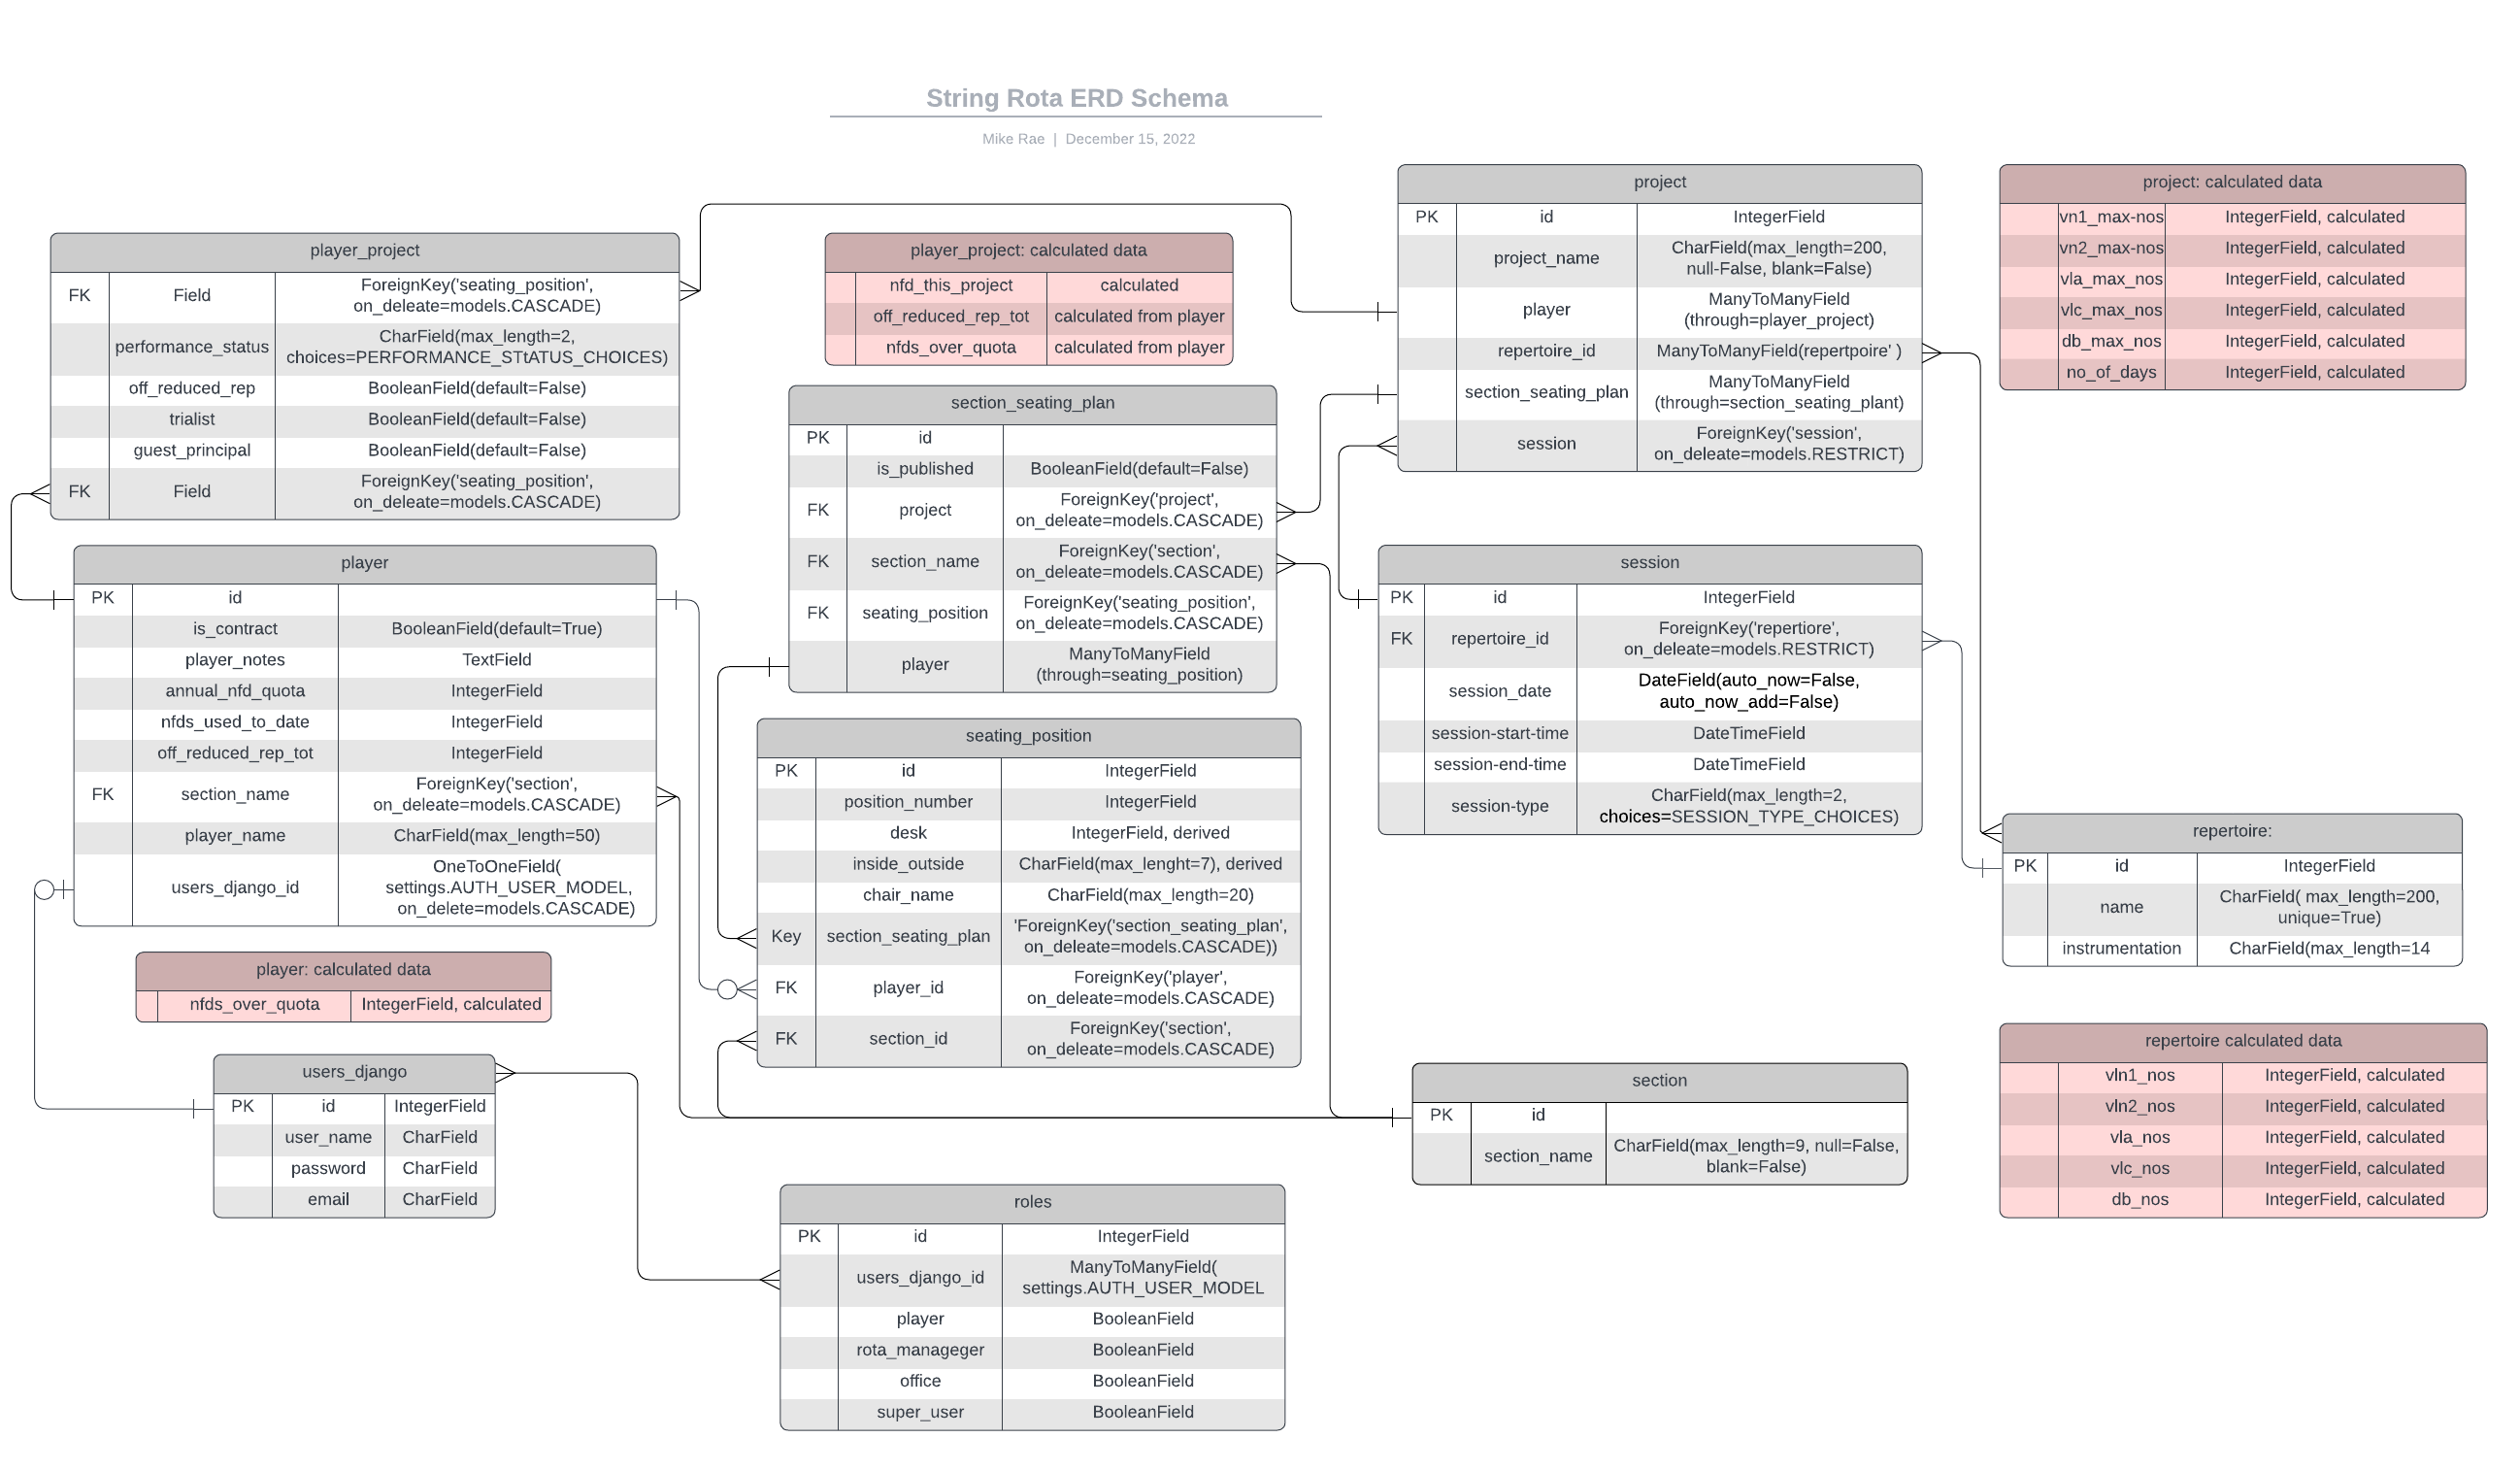 String Rota ERD Schema
Mike Rae | December 15, 2022
player_project
FK Field ForeignKey('seating_position',
on_deleate=models.CASCADE)
performance_status CharField(max_length=2,
choices=PERFORMANCE_STtATUS_CHOICES)
off_reduced_rep BooleanField(default=False)
trialist BooleanField(default=False)
guest_principal BooleanField(default=False)
FK Field ForeignKey('seating_position',
on_deleate=models.CASCADE)
player_project: calculated data
nfd_this_project calculated
off_reduced_rep_tot calculated from player
nfds_over_quota calculated from player
project
PK id IntegerField
project_name CharField(max_length=200,
null-False, blank=False)
player ManyToManyField
(through=player_project)
repertoire_id ManyToManyField(repertpoire' )
section_seating_plan ManyToManyField
(through=section_seating_plant)
session ForeignKey('session',
on_deleate=models.RESTRICT)
project: calculated data
vn1_max-nos IntegerField, calculated
vn2_max-nos IntegerField, calculated
vla_max_nos IntegerField, calculated
vlc_max_nos IntegerField, calculated
db_max_nos IntegerField, calculated
no_of_days IntegerField, calculated
section_seating_plan
PK id
is_published BooleanField(default=False)
FK project ForeignKey('project',
on_deleate=models.CASCADE)
FK section_name ForeignKey('section',
on_deleate=models.CASCADE)
FK seating_position ForeignKey('seating_position',
on_deleate=models.CASCADE)
player ManyToManyField
(through=seating_position)
player
PK id
is_contract BooleanField(default=True)
player_notes TextField
annual_nfd_quota IntegerField
nfds_used_to_date IntegerField
off_reduced_rep_tot IntegerField
FK section_name ForeignKey('section',
on_deleate=models.CASCADE)
player_name CharField(max_length=50)
users_django_id OneToOneField(
settings.AUTH_USER_MODEL,
on_delete=models.CASCADE)
session
PK id IntegerField
FK repertoire_id ForeignKey('repertiore',
on_deleate=models.RESTRICT)
session_date DateField(auto_now=False,
auto_now_add=False)
session-start-time DateTimeField
session-end-time DateTimeField
session-type CharField(max_length=2,
choices=SESSION_TYPE_CHOICES)
seating_position
PK id IntegerField
position_number IntegerField
desk IntegerField, derived
inside_outside CharField(max_lenght=7), derived
chair_name CharField(max_length=20)
Key section_seating_plan 'ForeignKey('section_seating_plan',
on_deleate=models.CASCADE))
FK player_id ForeignKey('player',
on_deleate=models.CASCADE)
FK section_id ForeignKey('section',
on_deleate=models.CASCADE)
repertoire:
PK id IntegerField
name CharField( max_length=200,
unique=True)
instrumentation CharField(max_length=14
player: calculated data
nfds_over_quota IntegerField, calculated
users_django
PK id IntegerField
user_name CharField
password CharField
email CharField
section
PK id
section_name CharField(max_length=9, null=False,
blank=False)
repertoire calculated data
vln1_nos IntegerField, calculated
vln2_nos IntegerField, calculated
vla_nos IntegerField, calculated
vlc_nos IntegerField, calculated
db_nos IntegerField, calculated
roles
PK id IntegerField
users_django_id ManyToManyField(
settings.AUTH_USER_MODEL
player BooleanField
rota_manageger BooleanField
office BooleanField
super_user BooleanField